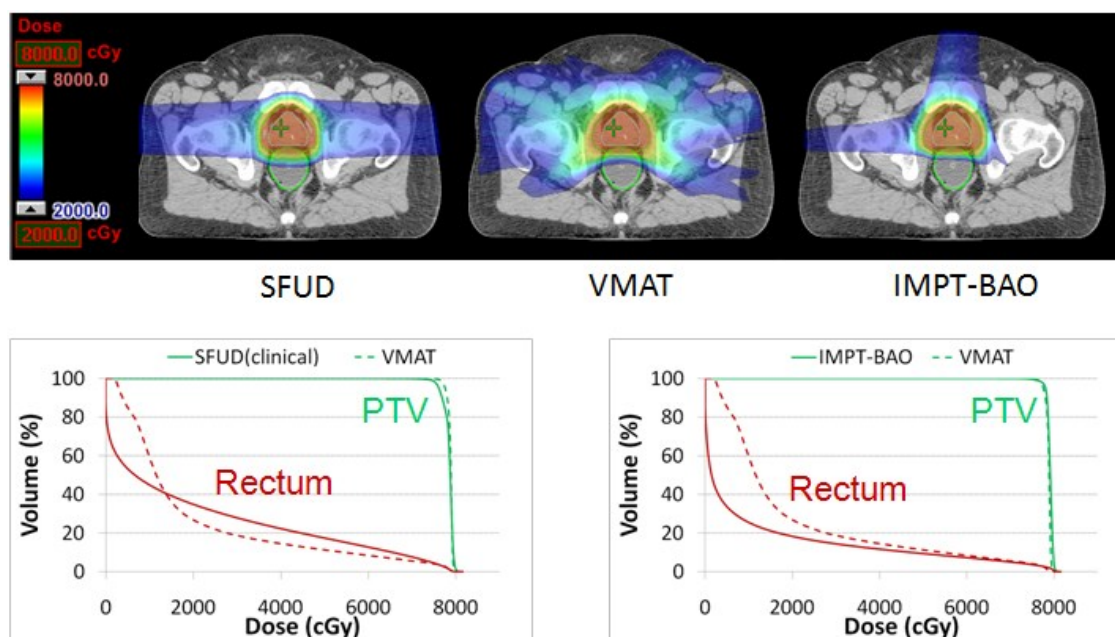 Dose
8000.0 cGy
8000.0
2000.0
2000.0 cGy
SFUD
VMAT
IMPT-BAO
SFUD(clinical) VMAT
100
80
60
40
20
0
Volume (%)
PTV
Rectum
0 2000 4000 6000 8000
Dose (cGy)
IMPT-BAO VMAT
100
80
60
40
20
0
Volume (%)
PTV
Rectum
0 2000 4000 6000 8000
Dose (cGy)